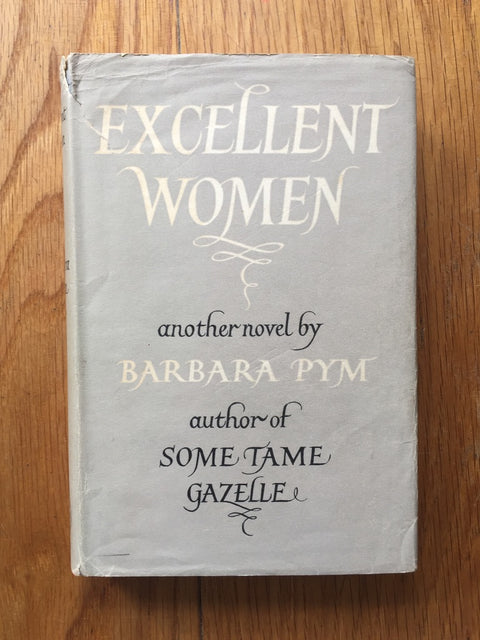 EXCELLENT
WOMEN
another novel by
BARBARA PYM
author of
SOME TAME
GAZELLE